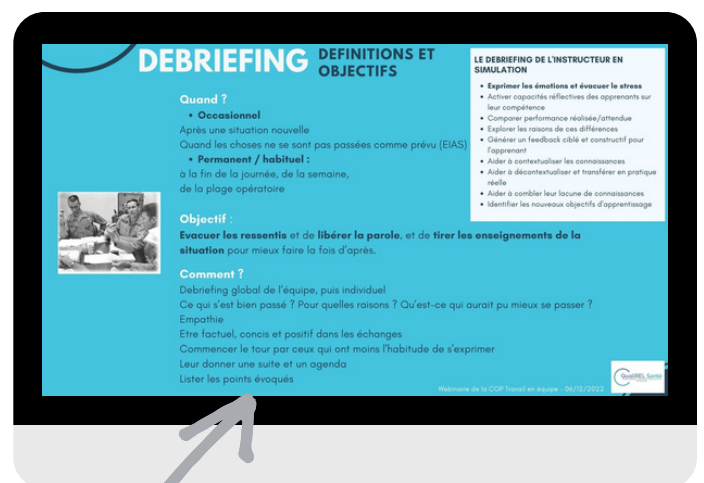 DEBRIEFING DEFINITIONS ET
OBJECTIFS
Quand ?
• Occasionnel
Après une situation nouvelle
Quand les choses ne se sont pas passées comme prévu (EIAS)
• Permanent / habituel :
à la fin de la journée, de la semaine,
de la plage opératoire
Objectif :
Evacuer les ressentis et de libérer la parole, et de tirer les enseignements de la
situation pour mieux faire la fois d'après.
Comment ?
Debriefing global de l'équipe, puis individuel
Ce qui s'est bien passé ? Pour quelles raisons ? Qu'est-ce qui aurait pu mieux se passer ?
Empathie
Etre factuel, concis et positif dans les échanges
Commencer le tour par ceux qui ont moins l'habitude de s'exprimer
Leur donner une suite et un agenda
Lister les points évoqués
LE DEBRIEFING DE L'INSTRUCTEUR EN
SIMULATION
• Exprimer les émotions et évacuer le stress
• Activer capacités réflectives des apprenants sur
leur compétence
• Comparer performance réalisée/attendue
• Explorer les raisons de ces différences
• Générer un feedback ciblé et constructif pour
l'apprenant
• Aider à contextualiser les connaissances
• Aider à décontextualiser et transférer en pratique
réelle
• Aider à combler leur lacune de connaissances
• Identifier les nouveaux objectifs d'apprentissage
Webinaire de la COP Travail en équipe - 06/12/2022
QualiREL Santé